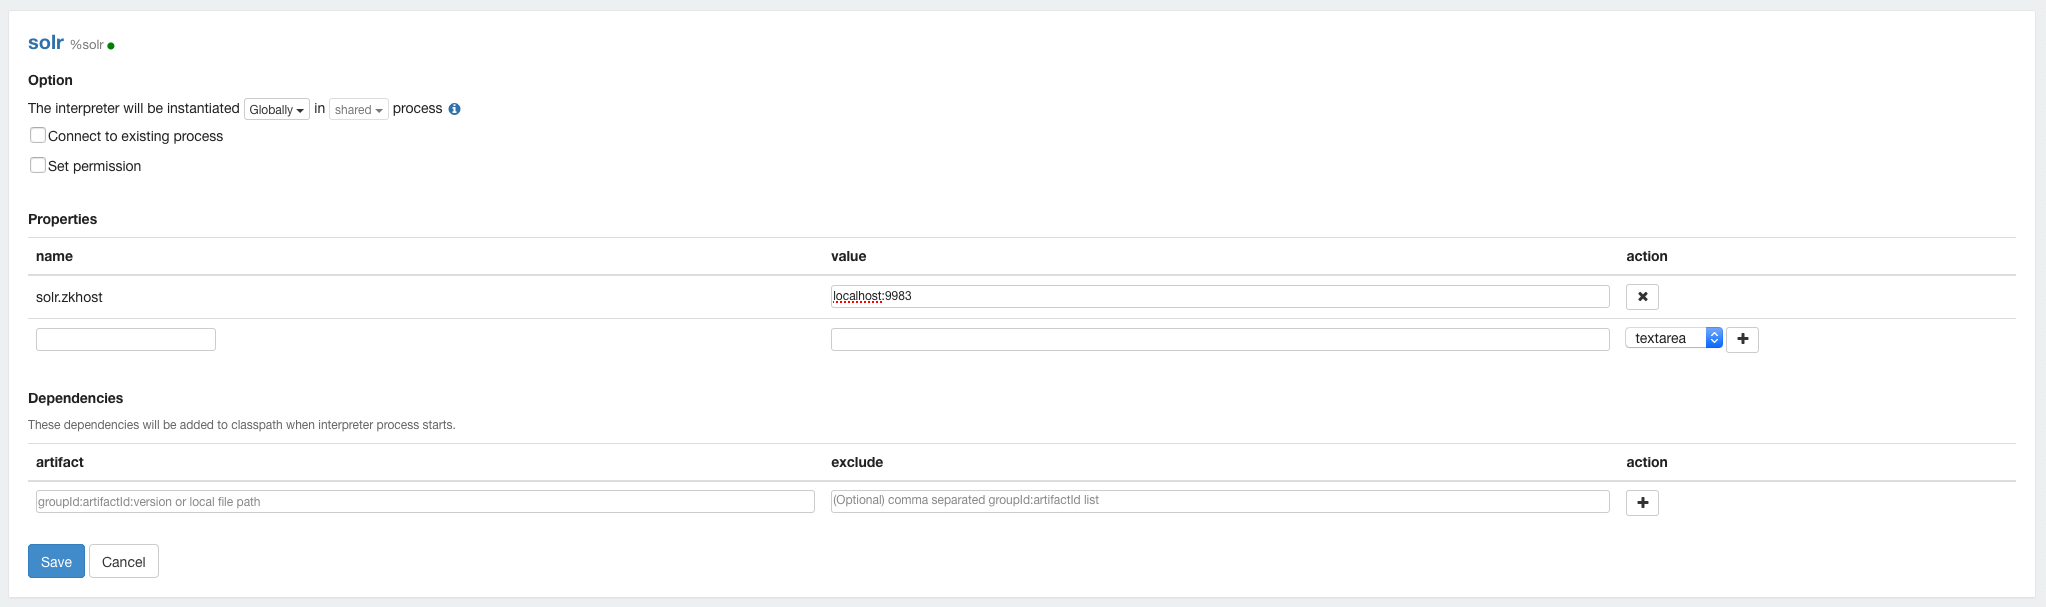 solr %solr
Option
The interpreter will be instantiated Globally in shared process
Connect to existing process
Set permission
Properties
name value action
solr.zkhost localhost:9983
textarea
Dependencies
These dependencies will be added to classpath when interpreter process starts.
artifact exclude action
groupId:artifactId:version or local file path (Optional) comma separated groupId:artifactId list
Save Cancel